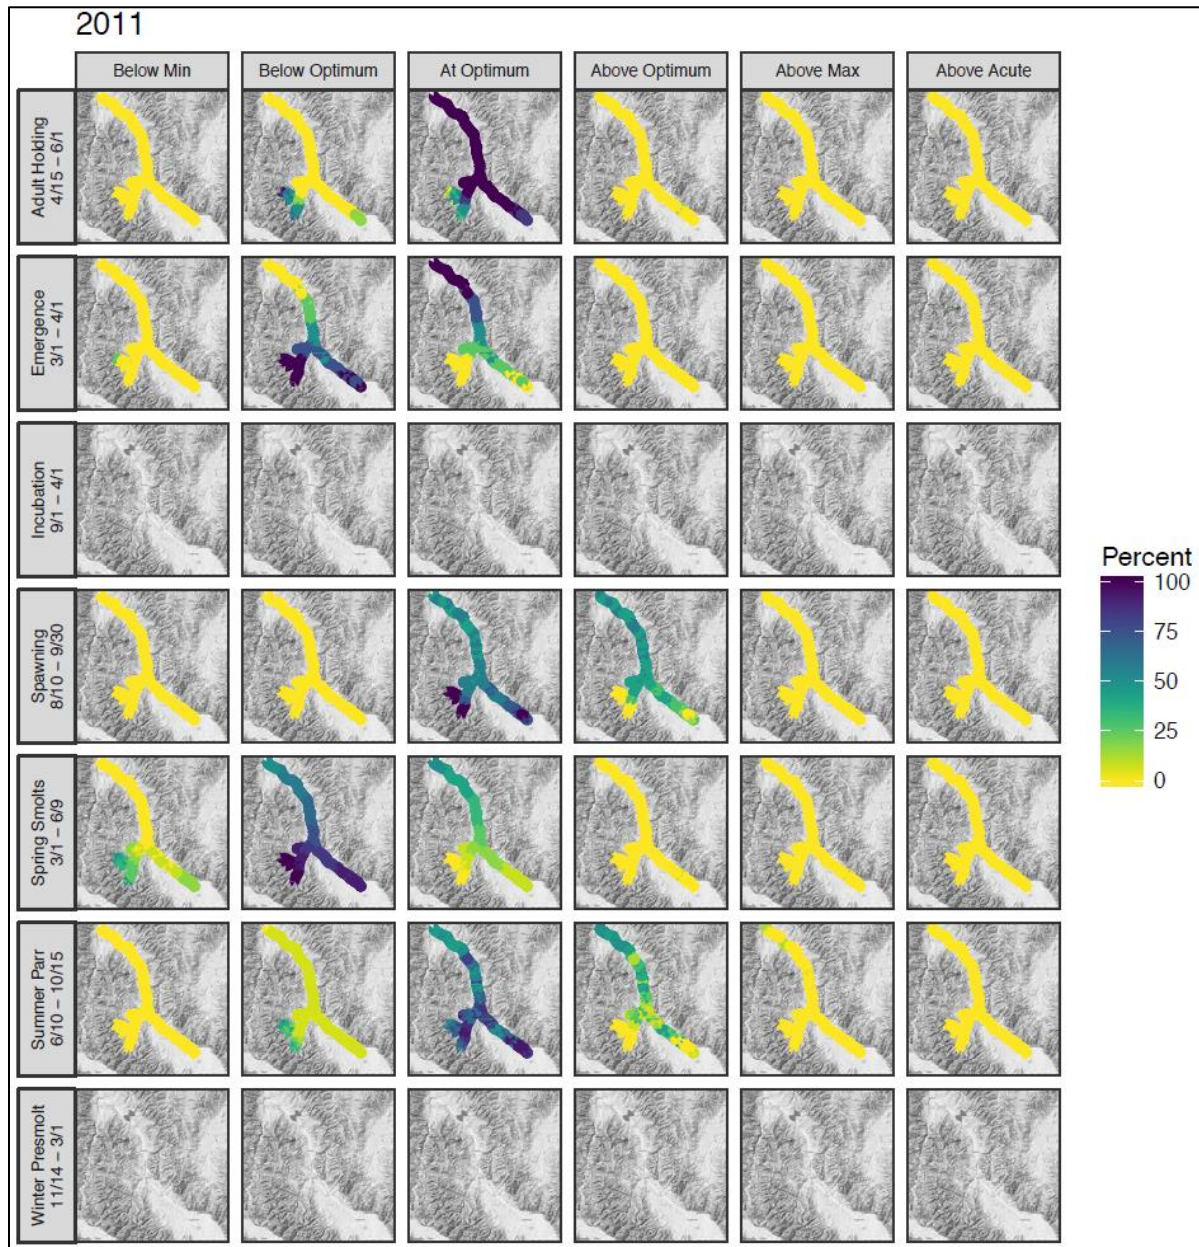 2011
Below Min
Below Optimum
At Optimum
Above Optimum
Above Max
Above Acute
Adult Holding
4/15 – 6/1
Emergence
3/1 – 4/1
Incubation
9/1 – 4/1
Spawning
8/10 – 9/30
Spring Smolts
3/1 – 6/9
Summer Parr
6/10 – 10/15
Winter Presmolt
11/14 – 3/1
Percent
100
75
50
25
0